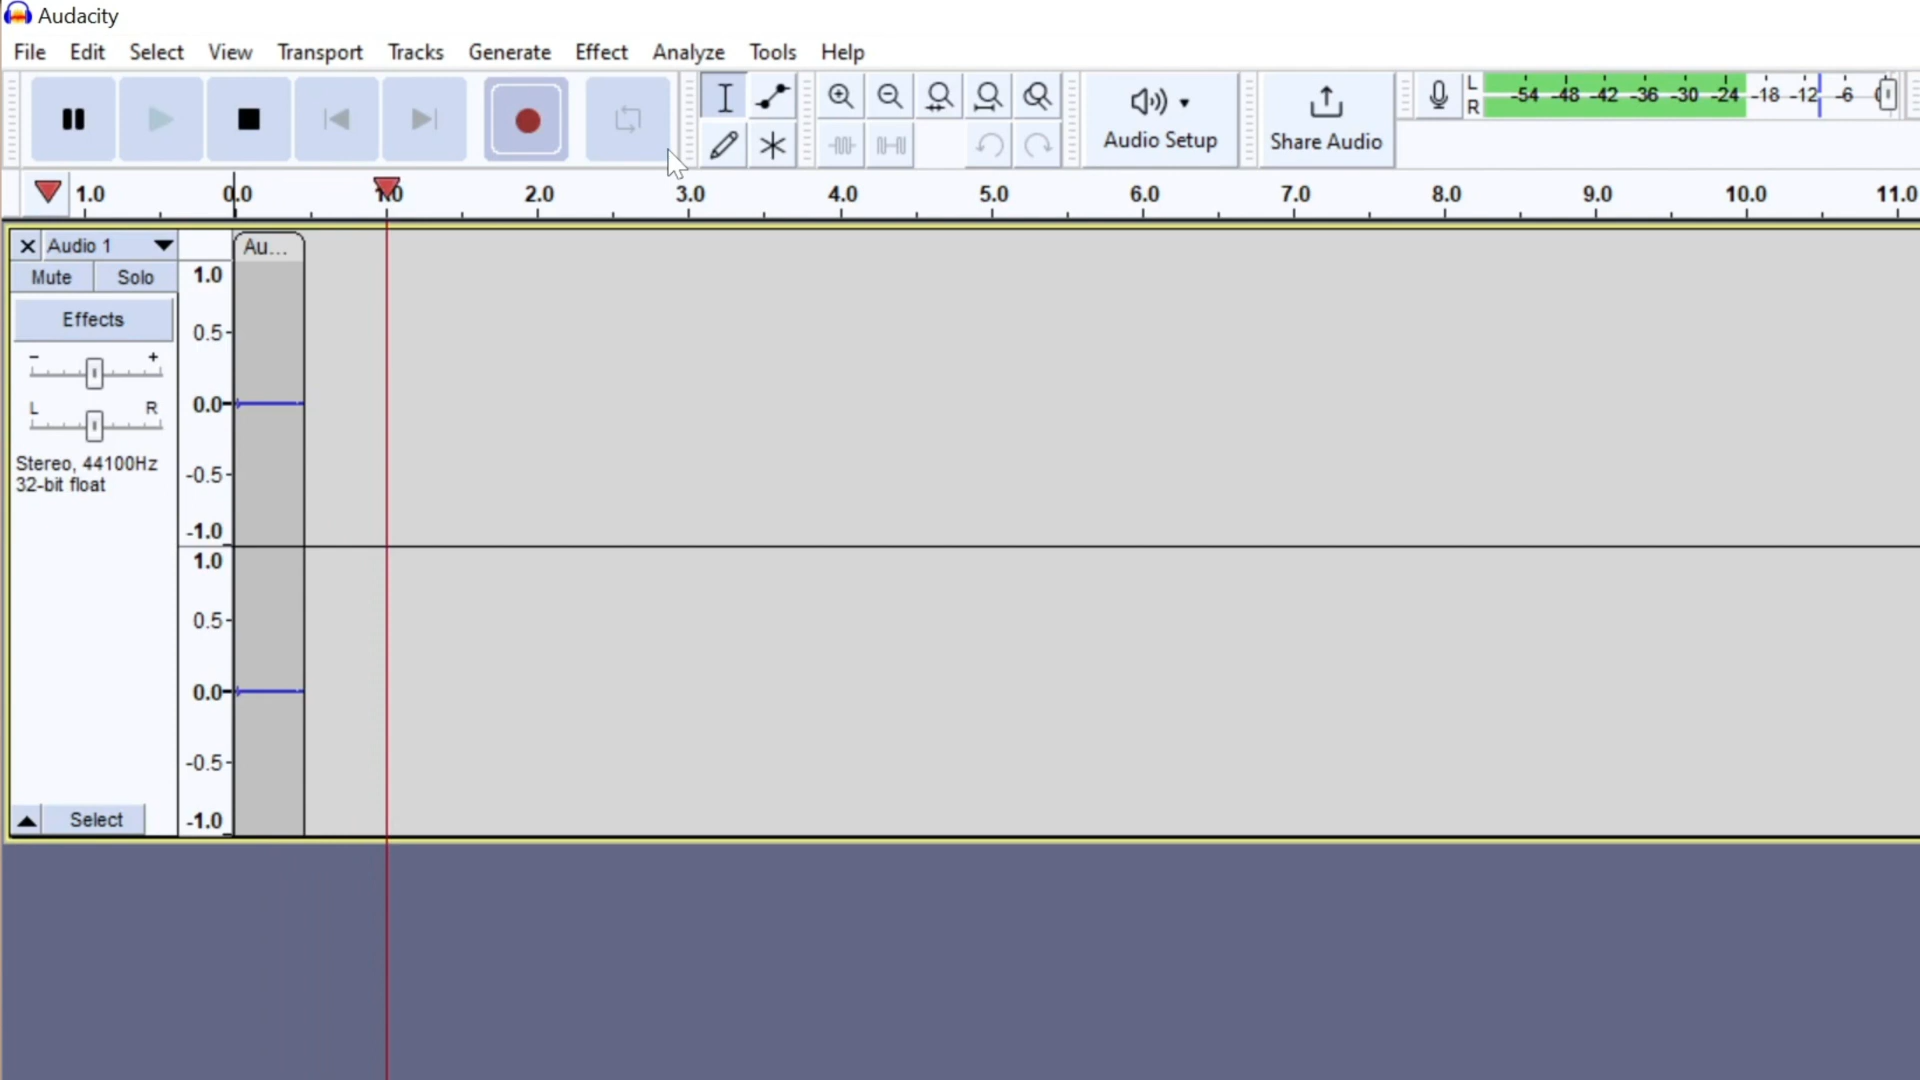 Audacity
File Edit Select View Transport Tracks Generate Effect Analyze Tools Help
Audio Setup
Share Audio
L
R
-54 -48 -42 -36 -30 -24 -18 -12 -6 0
1.0 0.0 1.0 2.0 3.0 4.0 5.0 6.0 7.0 8.0 9.0 10.0 11.0
Audio 1
Au...
Mute Solo
Effects
- +
L R
Stereo, 44100Hz
32-bit float
Select
1.0
0.5-
0.0-
-0.5-
-1.0
1.0
0.5-
0.0-
-0.5-
-1.0